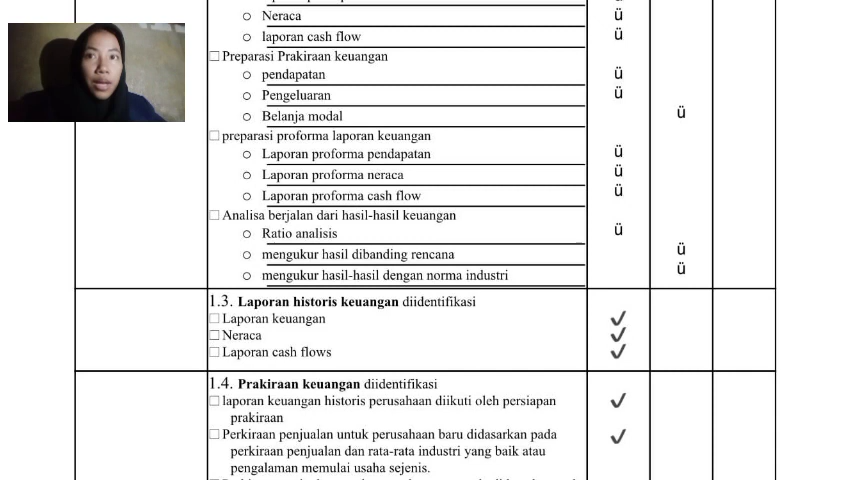 Neraca ü
laporan cash flow ü
Preparasi Prakiraan keuangan
pendapatan ü
Pengeluaran ü
Belanja modal ü
preparasi proforma laporan keuangan
Laporan proforma pendapatan ü
Laporan proforma neraca ü
Laporan proforma cash flow ü
Analisa berjalan dari hasil-hasil keuangan
Ratio analisis ü
mengukur hasil dibanding rencana ü
mengukur hasil-hasil dengan norma industri ü
1.3. Laporan historis keuangan diidentifikasi
Laporan keuangan ✓
Neraca ✓
Laporan cash flows ✓
1.4. Prakiraan keuangan diidentifikasi
laporan keuangan historis perusahaan diikuti oleh persiapan ✓
prakiraan
Perkiraan penjualan untuk perusahaan baru didasarkan pada ✓
perkiraan penjualan dan rata-rata industri yang baik atau
pengalaman memulai usaha sejenis.